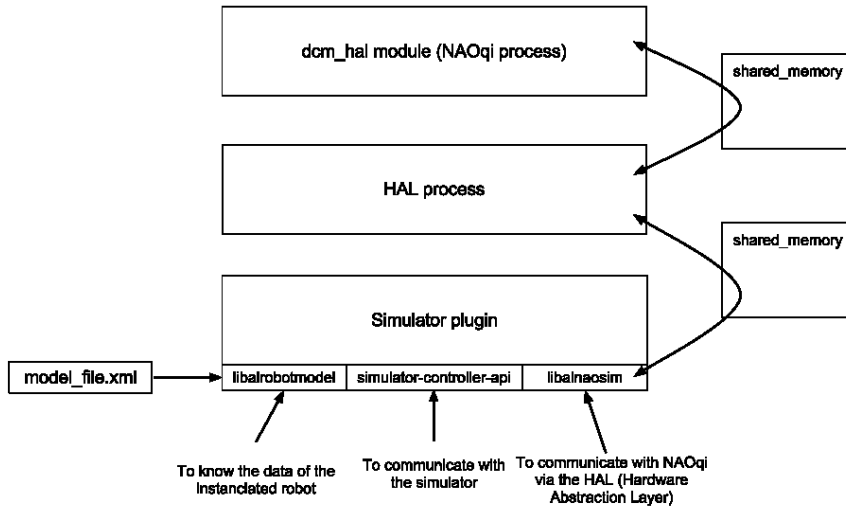 dcm_hal module (NAOqi process)
shared_memory
HAL process
shared_memory
Simulator plugin
model_file.xml
libalrobotmodel
simulator-controller-api
libalnaosim
To know the data of the
instanciated robot
To communicate with
the simulator
To communicate with NAOqi
via the HAL (Hardware
Abstraction Layer)